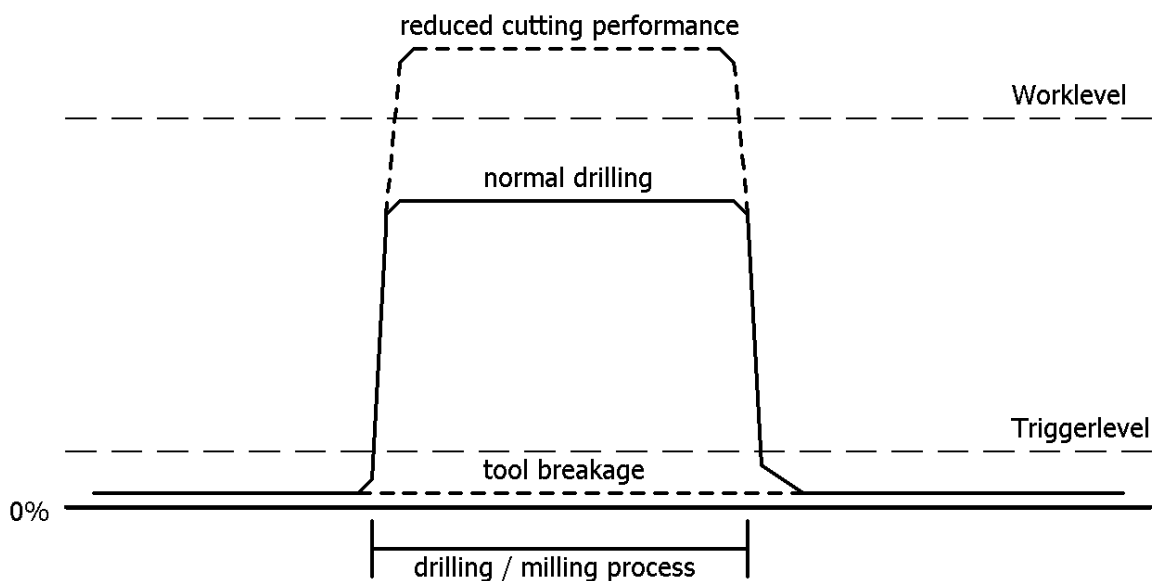 reduced cutting performance
Worklevel
normal drilling
Triggerlevel
tool breakage
0%
drilling / milling process